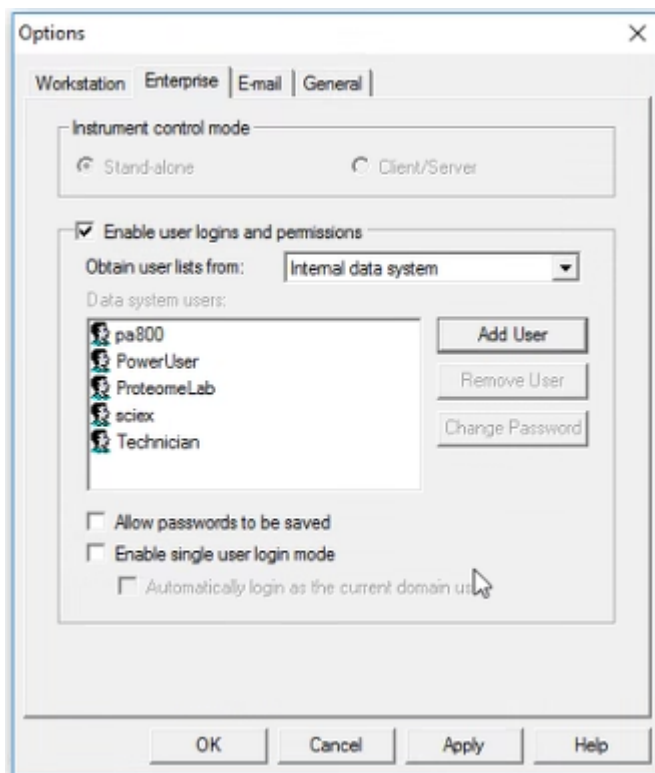 Options
Workstation Enterprise E-mail General
Instrument control mode
Stand-alone Client/Server
Enable user logins and permissions
Obtain user lists from: Internal data system
Data system users:
pa800
PowerUser
ProteomeLab
sciex
Technician
Add User
Remove User
Change Password
Allow passwords to be saved
Enable single user login mode
Automatically login as the current domain
OK Cancel Apply Help